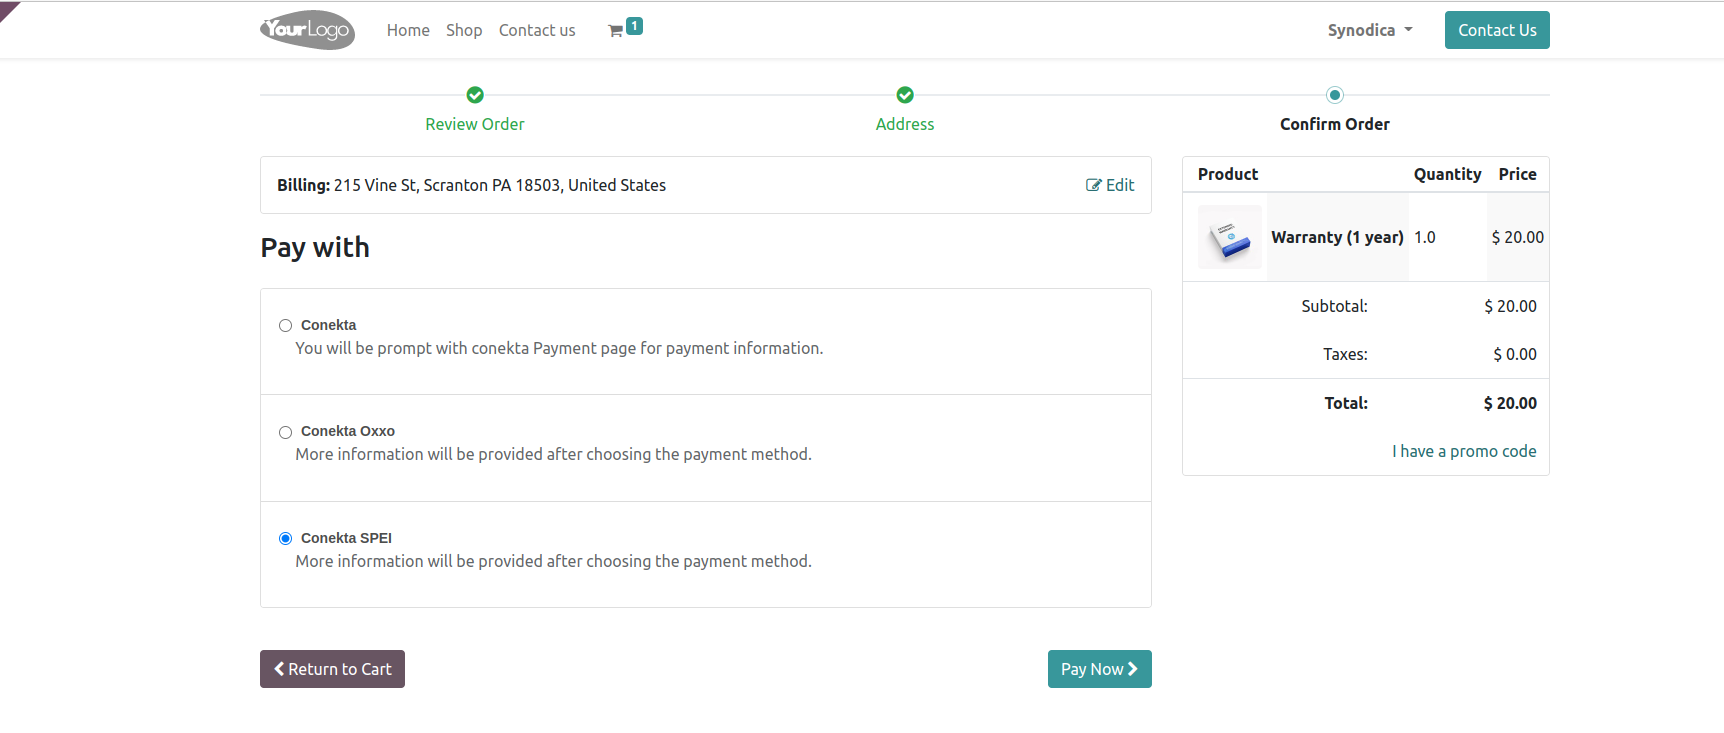 YourLogo Home Shop Contact us 1 Synodica Contact Us
Review Order Address Confirm Order
Billing: 215 Vine St, Scranton PA 18503, United States Edit
Product Quantity Price
Warranty (1 year) 1.0 $ 20.00
Subtotal: $ 20.00
Taxes: $ 0.00
Total: $ 20.00
I have a promo code
Pay with
Conekta
You will be prompt with conekta Payment page for payment information.
Conekta Oxxo
More information will be provided after choosing the payment method.
Conekta SPEI
More information will be provided after choosing the payment method.
Return to Cart Pay Now